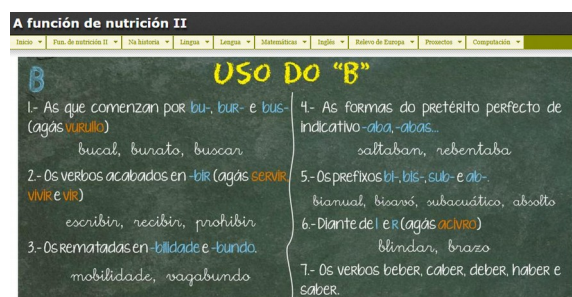 A función de nutrición II
Inicio Fun. de nutrición II Na historia Lingua Lengua Matemáticas Inglés Relevo de Europa Proxectos Computación
B USO DO “B”
1.- As que comenzan por bu-, bur- e bus-
(agás vurullo)
bucal, burato, buscar
2.- Os verbos acabados en -bir (agás servir,
vivir e vir)
escribir, recibir, prohibir
3.- Os rematadas en -bilidade e -bundo.
mobilidade, vagabundo
4.- As formas do pretérito perfecto de
indicativo -aba, -abas...
saltaban, rebentaba
5.- Os prefixos bi-, bis-, sub- e ab-.
bianual, bisavó, subacuático, absolto
6.- Diante de l e r (agás acivro)
blindar, brazo
7.- Os verbos beber, caber, deber, haber e
saber.